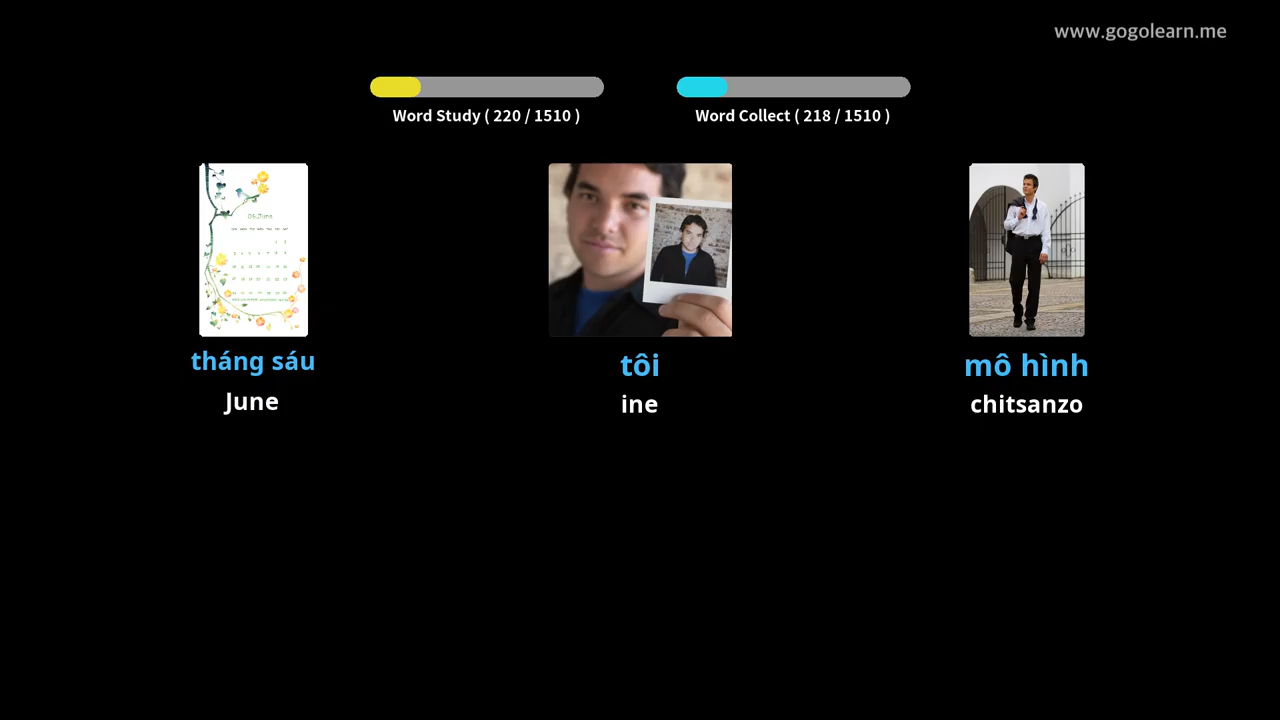 www.gogolearn.me
Word Study ( 220 / 1510 )
Word Collect ( 218 / 1510 )
tháng sáu
June
tôi
ine
mô hình
chitsanzo